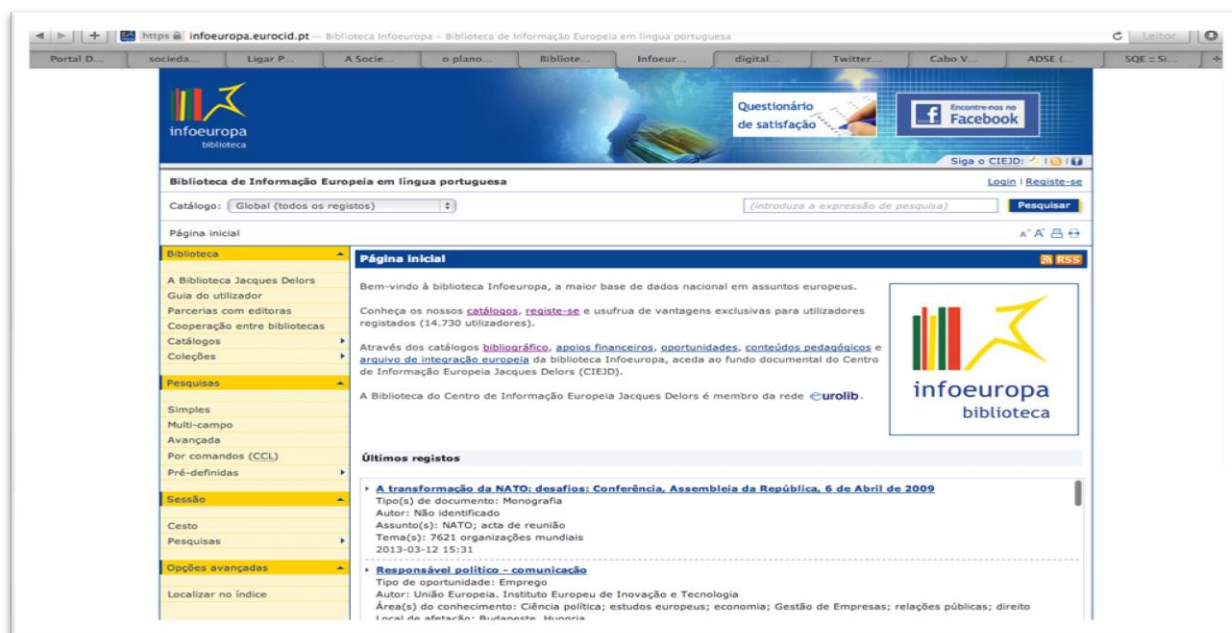 https infoeuropa.eurocid.pt — Biblioteca Infoeuropa – Biblioteca de Informação Europeia em língua portuguesa
Leitor
Portal D... socieda... Ligar P... A Socie... o plano... Bibliote... Infoeur... digital... Twitter... Cabo V... ADSE (... SQE :: Si...
infoeuropa
biblioteca
Questionário
de satisfação
Encontre-nos no
Facebook
Siga o CIEJD:
Biblioteca de Informação Europeia em língua portuguesa
Login | Registe-se
Catálogo: Global (todos os registos)
(introduza a expressão de pesquisa)
Pesquisar
Página inicial
Biblioteca
A Biblioteca Jacques Delors
Guia do utilizador
Parcerias com editoras
Cooperação entre bibliotecas
Catálogos
Coleções
Pesquisas
Simples
Multi-campo
Avançada
Por comandos (CCL)
Pré-definidas
Sessão
Cesto
Pesquisas
Opções avançadas
Localizar no índice
Página inicial
RSS
Bem-vindo à biblioteca Infoeuropa, a maior base de dados nacional em assuntos europeus.
Conheça os nossos catálogos, registe-se e usufrua de vantagens exclusivas para utilizadores
registados (14.730 utilizadores).
Através dos catálogos bibliográfico, apoios financeiros, oportunidades, conteúdos pedagógicos e
arquivo de integração europeia da biblioteca Infoeuropa, aceda ao fundo documental do Centro
de Informação Europeia Jacques Delors (CIEJD).
A Biblioteca do Centro de Informação Europeia Jacques Delors é membro da rede eurolib.
infoeuropa
biblioteca
Últimos registos
A transformação da NATO: desafios: Conferência, Assembleia da República, 6 de Abril de 2009
Tipo(s) de documento: Monografia
Autor: Não identificado
Assunto(s): NATO; acta de reunião
Tema(s): 7621 organizações mundiais
2013-03-12 15:31
Responsável político - comunicação
Tipo de oportunidade: Emprego
Autor: União Europeia. Instituto Europeu de Inovação e Tecnologia
Área(s) do conhecimento: Ciência política; estudos europeus; economia; Gestão de Empresas; relações públicas; direito
Local de afetação: Budapeste, Hungria